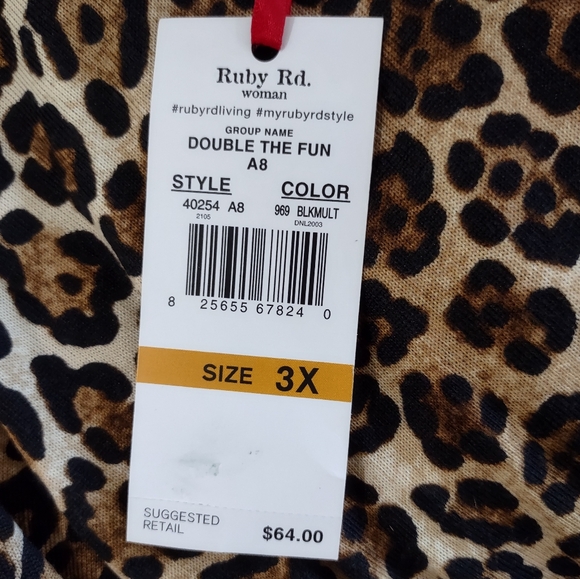 Ruby Rd.
woman
#rubyrdliving #myrubyrdstyle
GROUP NAME
DOUBLE THE FUN
A8
STYLE COLOR
40254 A8 969 BLKMULT
2105 DNL2003
8 25655 67824 0
SIZE 3X
SUGGESTED
RETAIL $64.00